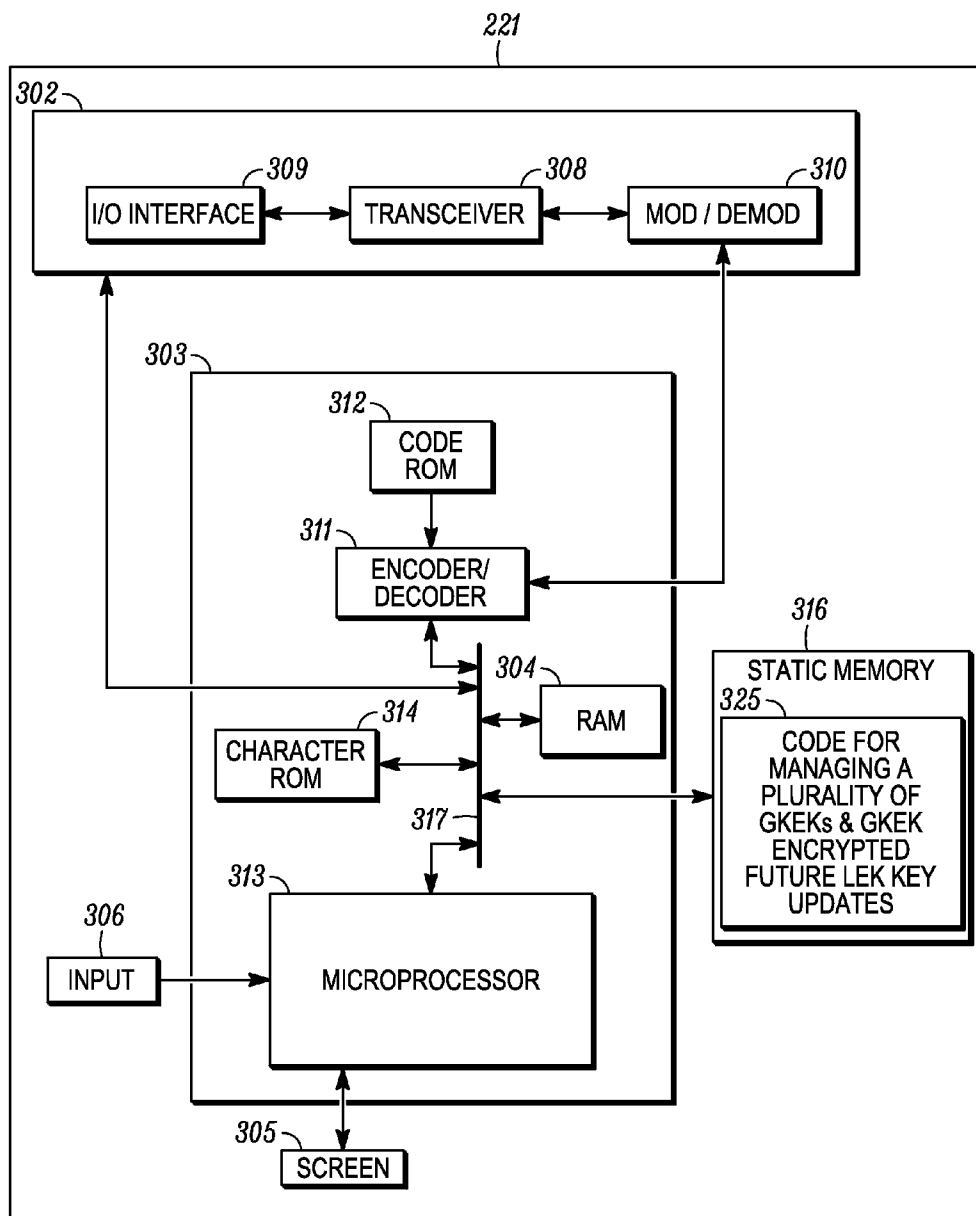 221
302
309
308
310
I/O INTERFACE
TRANSCEIVER
MOD / DEMOD
303
312
CODE
ROM
311
ENCODER/
DECODER
316
STATIC MEMORY
304
RAM
325
CODE FOR
MANAGING A
PLURALITY OF
GKEKs & GKEK
ENCRYPTED
FUTURE LEK KEY
UPDATES
314
CHARACTER
ROM
317
313
MICROPROCESSOR
306
INPUT
305
SCREEN